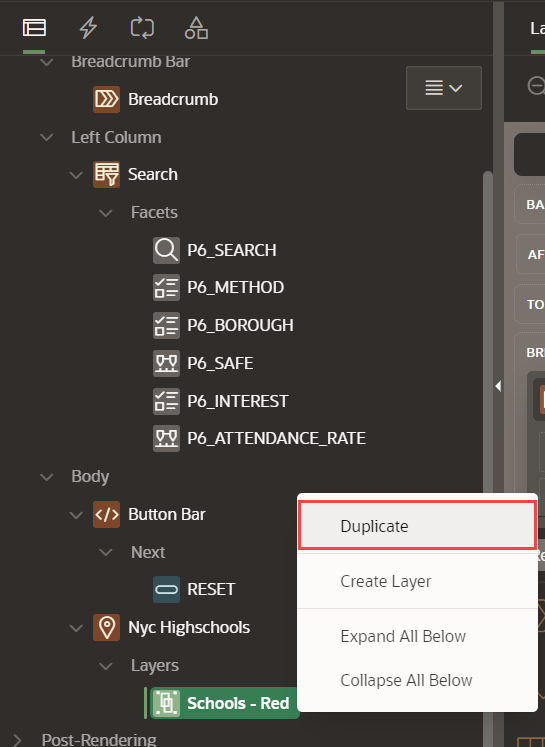 La
Breadcrumb Bar
Breadcrumb
Left Column
Search
BA
Facets
AF
P6_SEARCH
P6_METHOD
TO
P6_BOROUGH
BR
P6_SAFE
P6_INTEREST
P6_ATTENDANCE_RATE
Body
Button Bar
Duplicate
Next
Re
Create Layer
RESET
Nyc Highschools
Expand All Below
Layers
Collapse All Below
Schools - Red
Post-Rendering